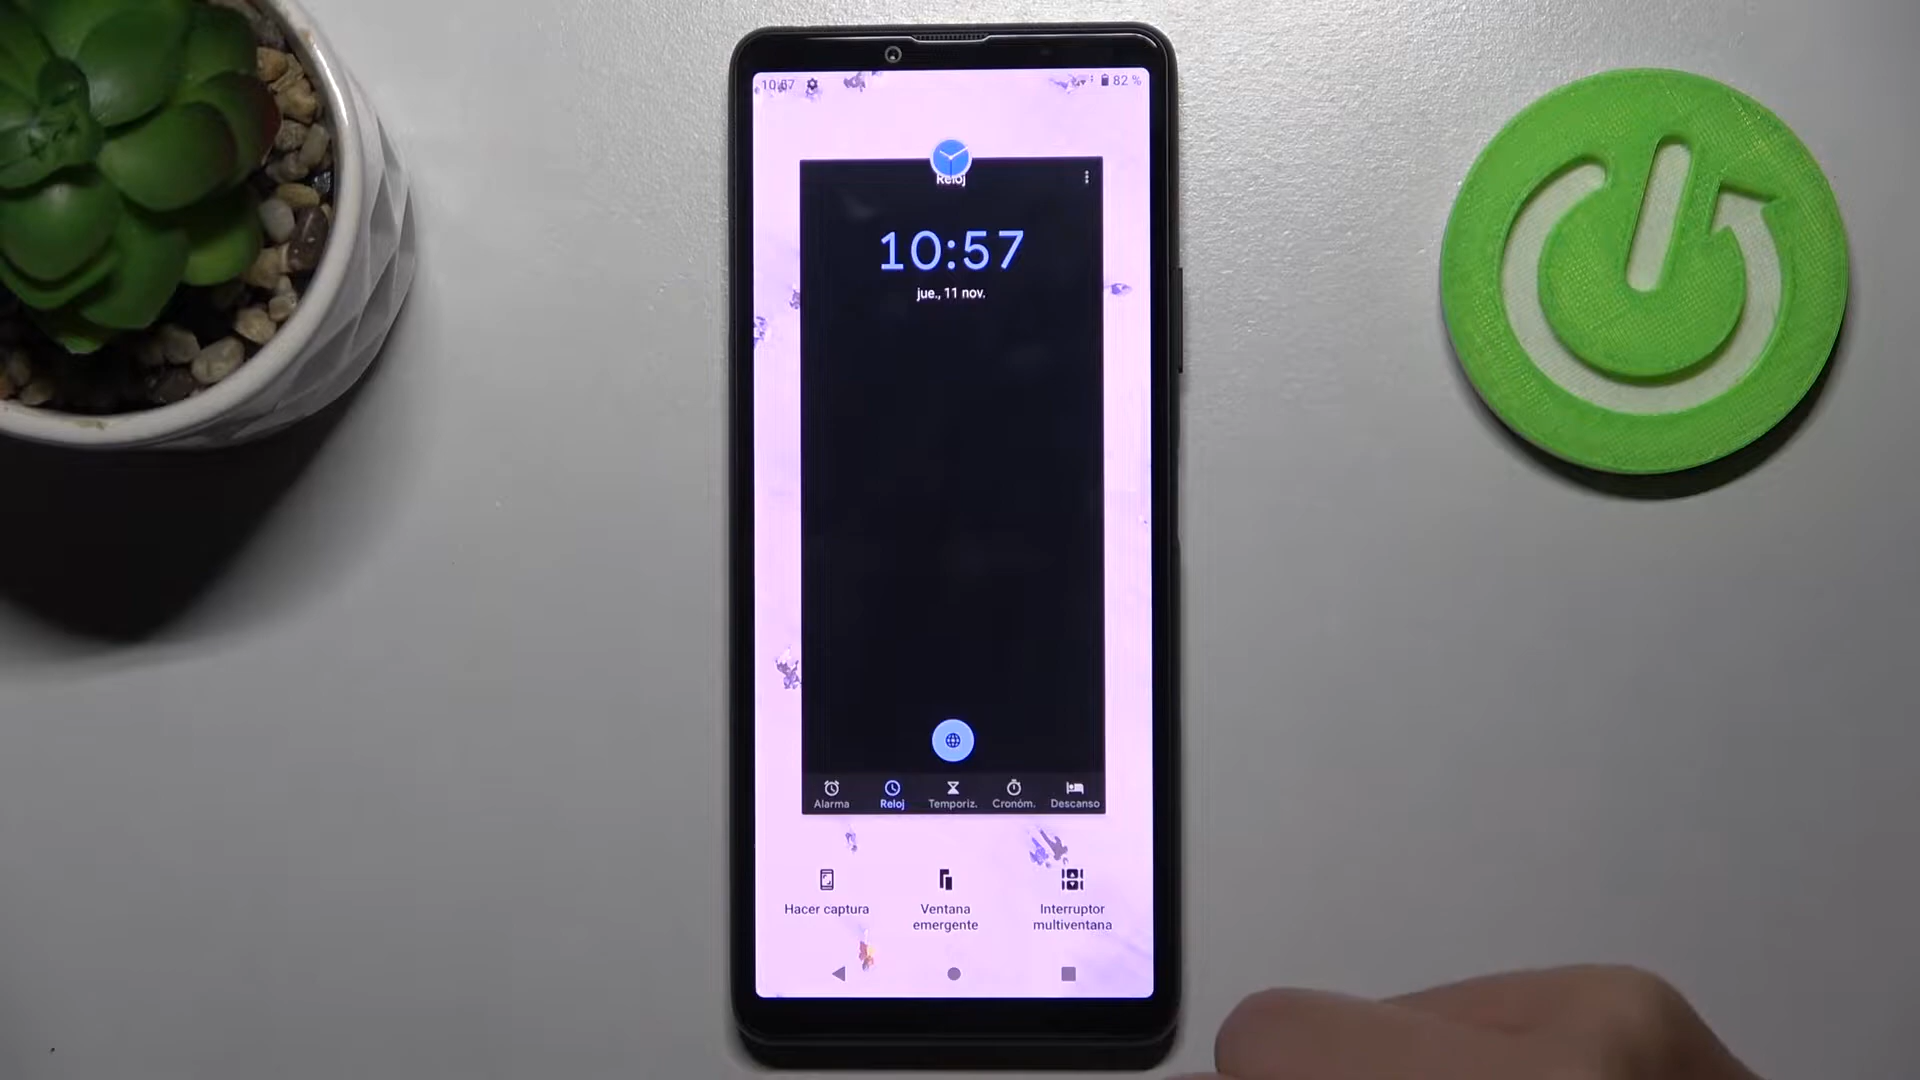 10:57
82 %
Reloj
10:57
jue., 11 nov.
Alarma
Reloj
Temporiz.
Cronóm.
Descanso
Hacer captura
Ventana
emergente
Interruptor
multiventana